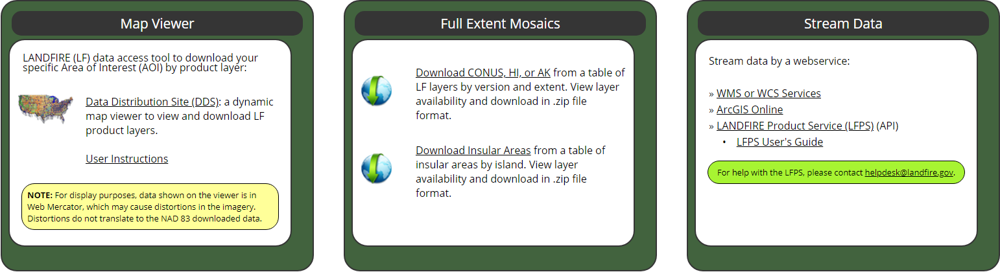 Map Viewer
LANDFIRE (LF) data access tool to download your
specific Area of Interest (AOI) by product layer:
Data Distribution Site (DDS): a dynamic
map viewer to view and download LF
product layers.
User Instructions
NOTE: For display purposes, data shown on the viewer is in
Web Mercator, which may cause distortions in the imagery.
Distortions do not translate to the NAD 83 downloaded data.
Full Extent Mosaics
Download CONUS, HI, or AK from a table of
LF layers by version and extent. View layer
availability and download in .zip file
format.
Download Insular Areas from a table of
insular areas by island. View layer
availability and download in .zip file
format.
Stream Data
Stream data by a webservice:
» WMS or WCS Services
» ArcGIS Online
» LANDFIRE Product Service (LFPS) (API)
• LFPS User's Guide
For help with the LFPS, please contact helpdesk@landfire.gov.